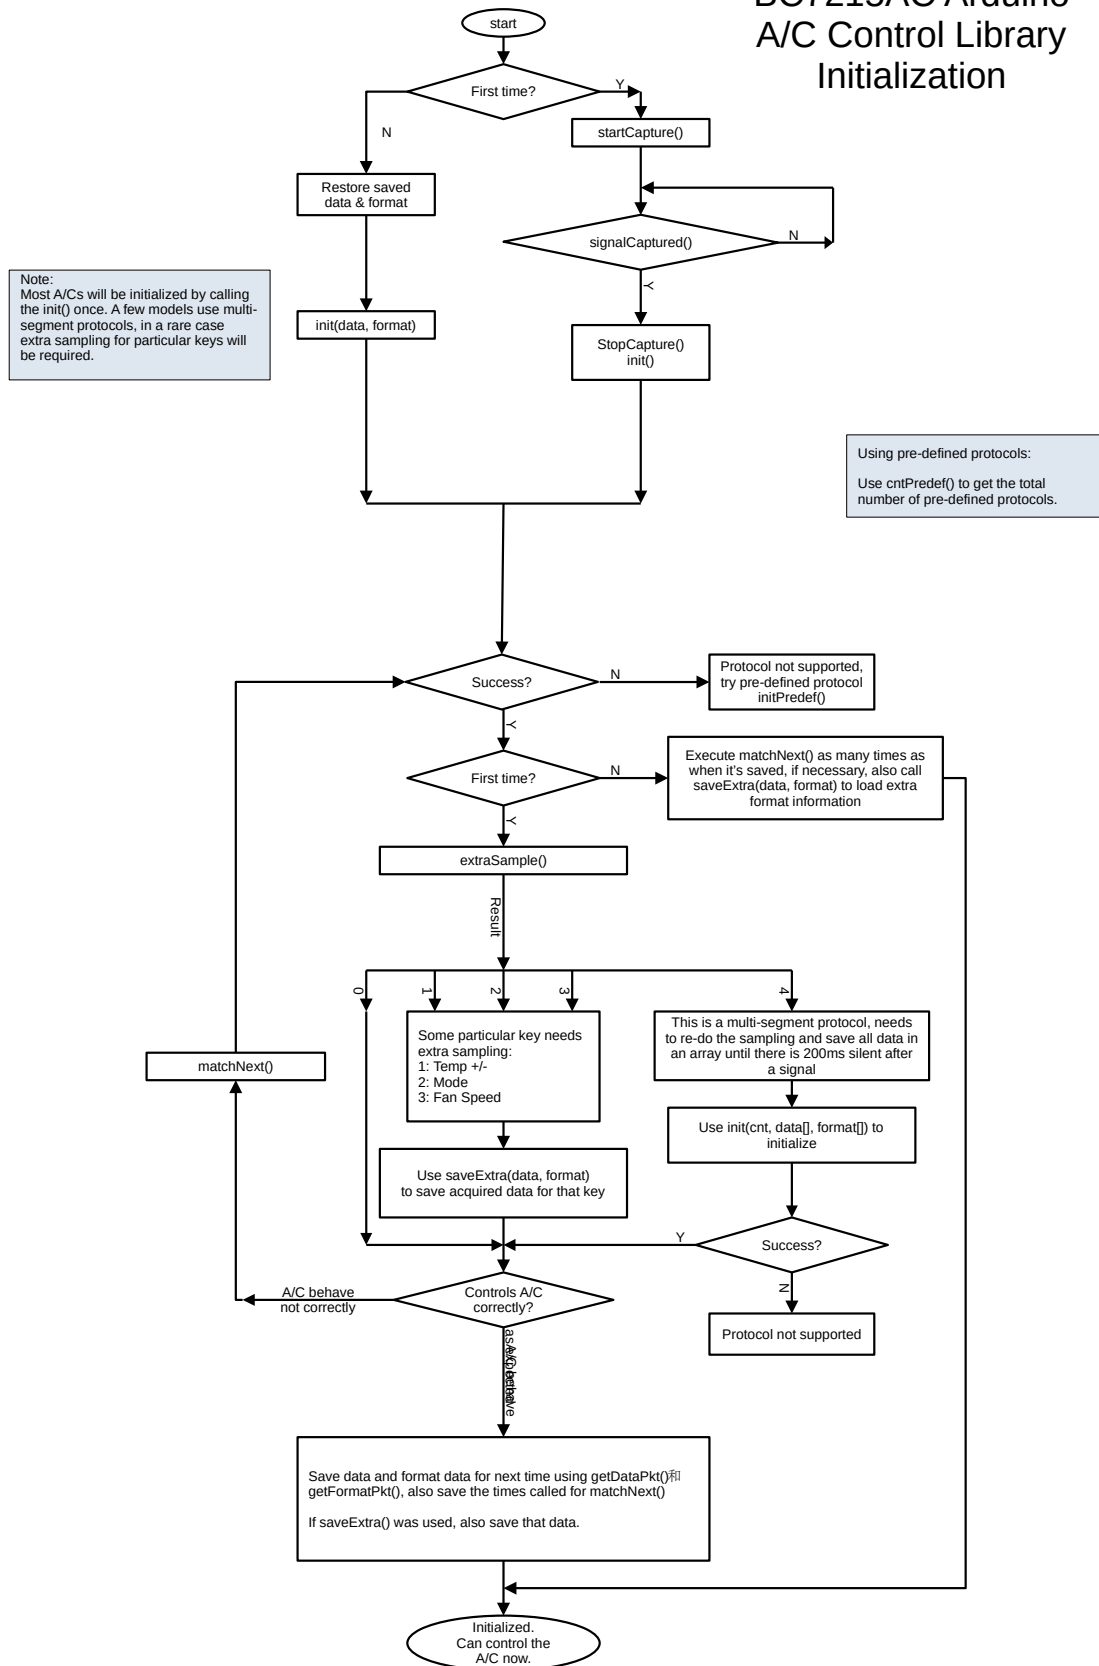 A/C Control Library
Initialization
start
First time?
Y
N
startCapture()
Restore saved
data & format
signalCaptured()
N
Y
Note:
Most A/Cs will be initialized by calling
the init() once. A few models use multi-
segment protocols, in a rare case
extra sampling for particular keys will
be required.
init(data, format)
StopCapture()
init()
Using pre-defined protocols:
Use cntPredef() to get the total
number of pre-defined protocols.
Success?
N
Protocol not supported,
try pre-defined protocol
initPredef()
Y
First time?
N
Execute matchNext() as many times as
when it's saved, if necessary, also call
saveExtra(data, format) to load extra
format information
Y
extraSample()
Result
0
1
2
3
4
Some particular key needs
extra sampling:
1: Temp +/-
2: Mode
3: Fan Speed
This is a multi-segment protocol, needs
to re-do the sampling and save all data in
an array until there is 200ms silent after
a signal
matchNext()
Use init(cnt, data[], format[]) to
initialize
Use saveExtra(data, format)
to save acquired data for that key
Y
Success?
N
A/C behave
not correctly
Controls A/C
correctly?
Protocol not supported
Save data and format data for next time using getDataPkt()和
getFormatPkt(), also save the times called for matchNext()
If saveExtra() was used, also save that data.
Initialized.
Can control the
A/C now.